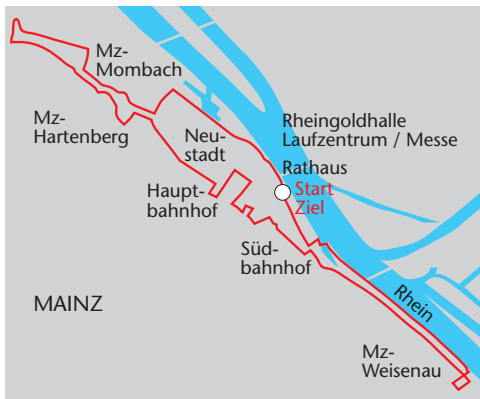 Mz-
Mombach
Mz-
Hartenberg
Neu-
stadt
Rheingoldhalle
Laufzentrum / Messe
Rathaus
Start
Ziel
Haupt-
bahnhof
Süd-
bahnhof
MAINZ
Rhein
Mz-
Weisenau